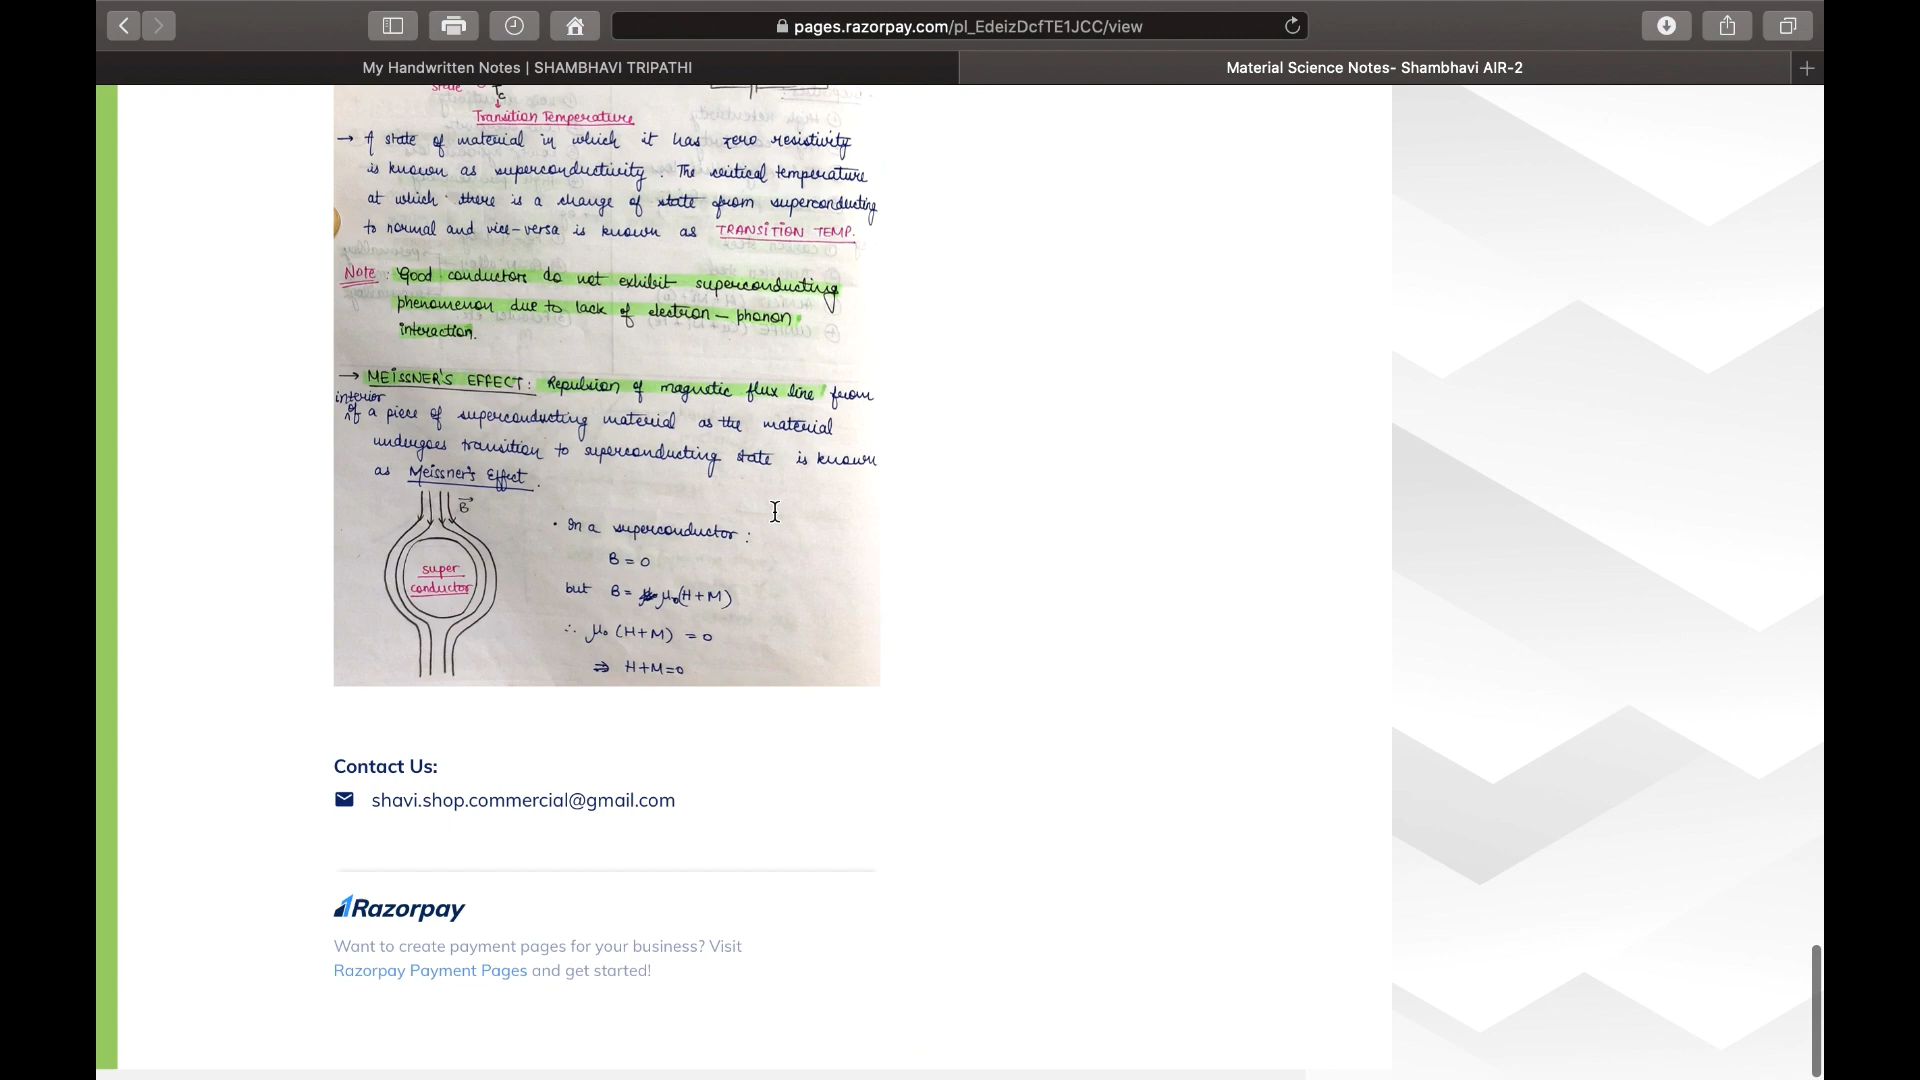 pages.razorpay.com/pl_EdeizDcfTE1JCC/view
My Handwritten Notes | SHAMBHAVI TRIPATHI
Material Science Notes- Shambhavi AIR-2
state
Tc
Transition Temperature
→ A state of material in which it has zero resistivity
is known as superconductivity. The critical temperature
at which there is a change of state from superconducting
to normal and vice-versa is known as TRANSITION TEMP.
Note: Good conductors do not exhibit superconducting
phenomenon due to lack of electron - phonon
interaction.
→ MEISSNER'S EFFECT: Repulsion of magnetic flux line from
interior
of a piece of superconducting material as the material
undergoes transition to superconducting state is known
as Meissner's Effect.
B
super
conductor
• In a superconductor:
B = 0
but B = μ₀(H+M)
∴ μ₀ (H+M) = 0
⇒ H+M=0
Contact Us:
shavi.shop.commercial@gmail.com
Razorpay
Want to create payment pages for your business? Visit
Razorpay Payment Pages and get started!